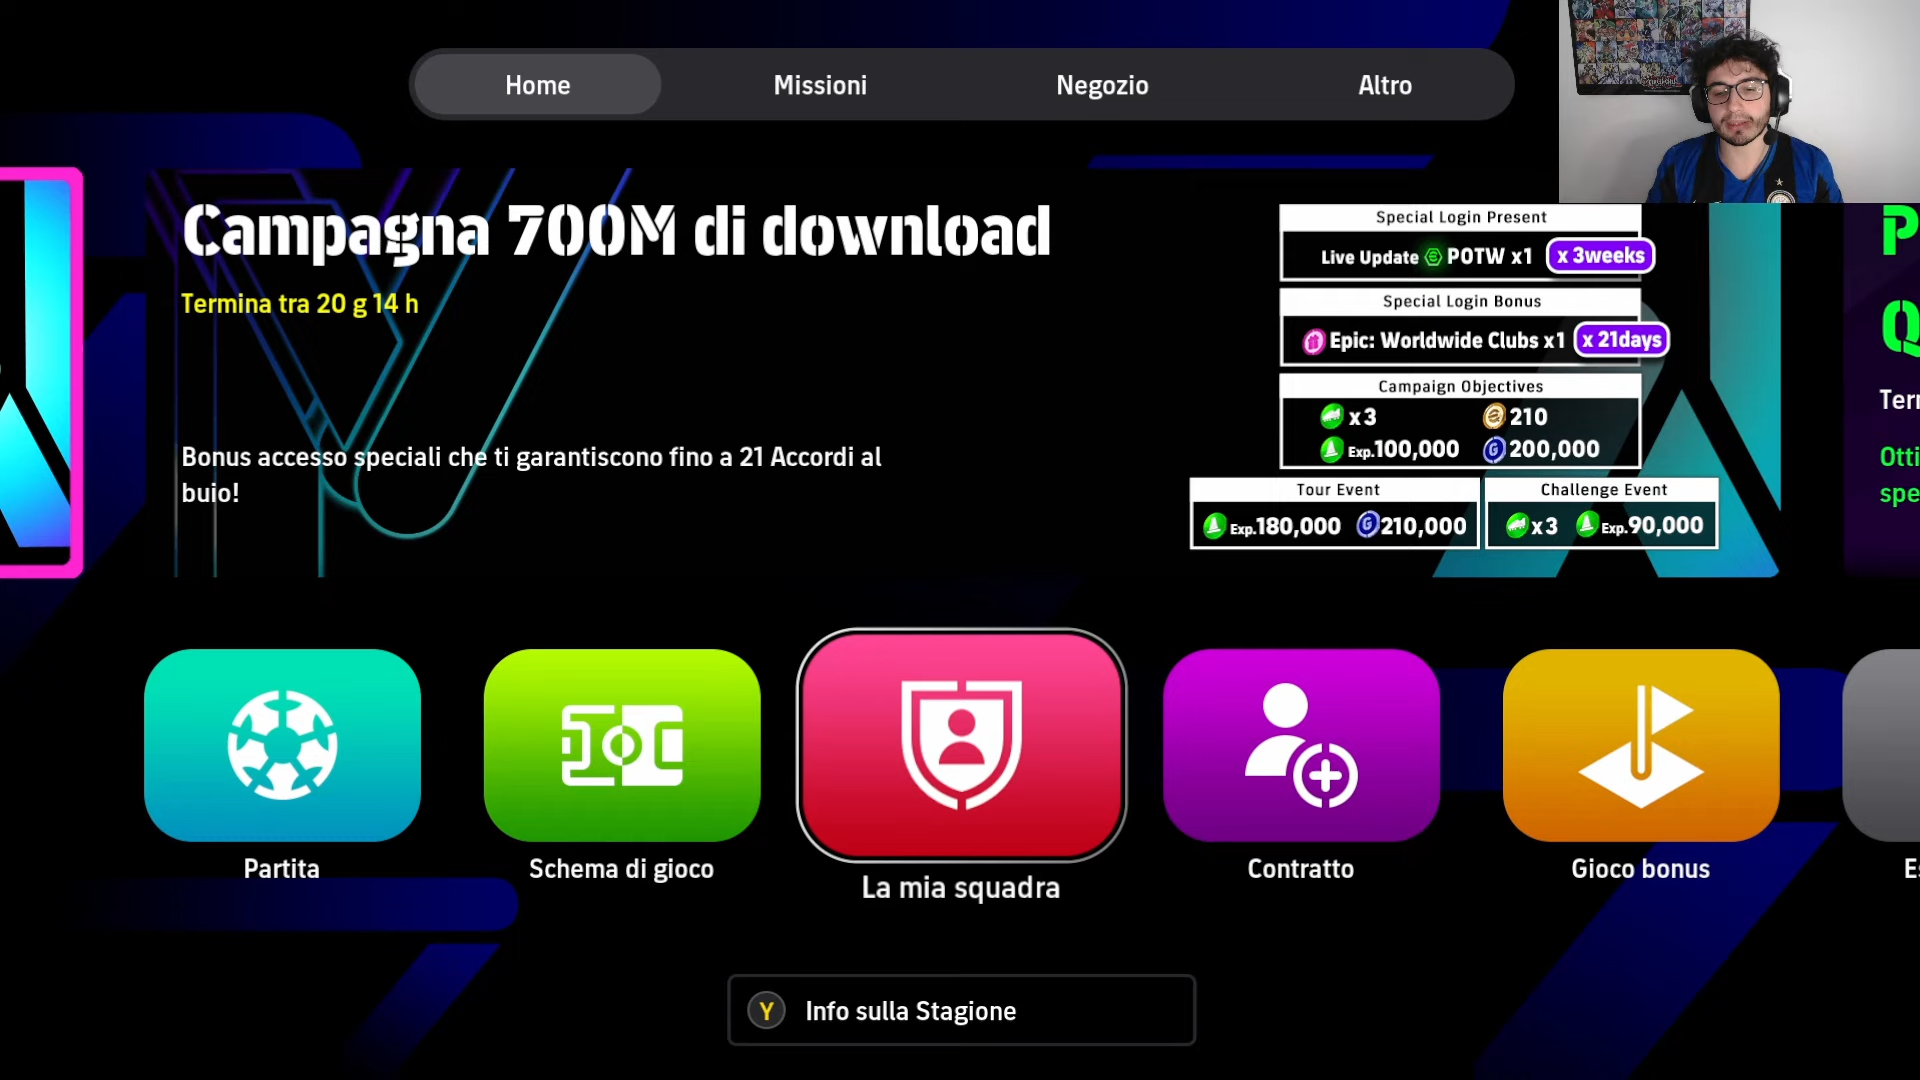 Home
Missioni
Negozio
Altro
Campagna 700M di download
Termina tra 20 g 14 h
Bonus accesso speciali che ti garantiscono fino a 21 Accordi al
buio!
Special Login Present
Live Update POTW x1 x 3weeks
Special Login Bonus
Epic: Worldwide Clubs x1 x 21days
Campaign Objectives
x3 210
Exp.100,000 G 200,000
Tour Event
Exp.180,000 G 210,000
Challenge Event
x3 Exp.90,000
P
Q
Ter
Otti
spe
Partita
Schema di gioco
La mia squadra
Contratto
Gioco bonus
Y Info sulla Stagione